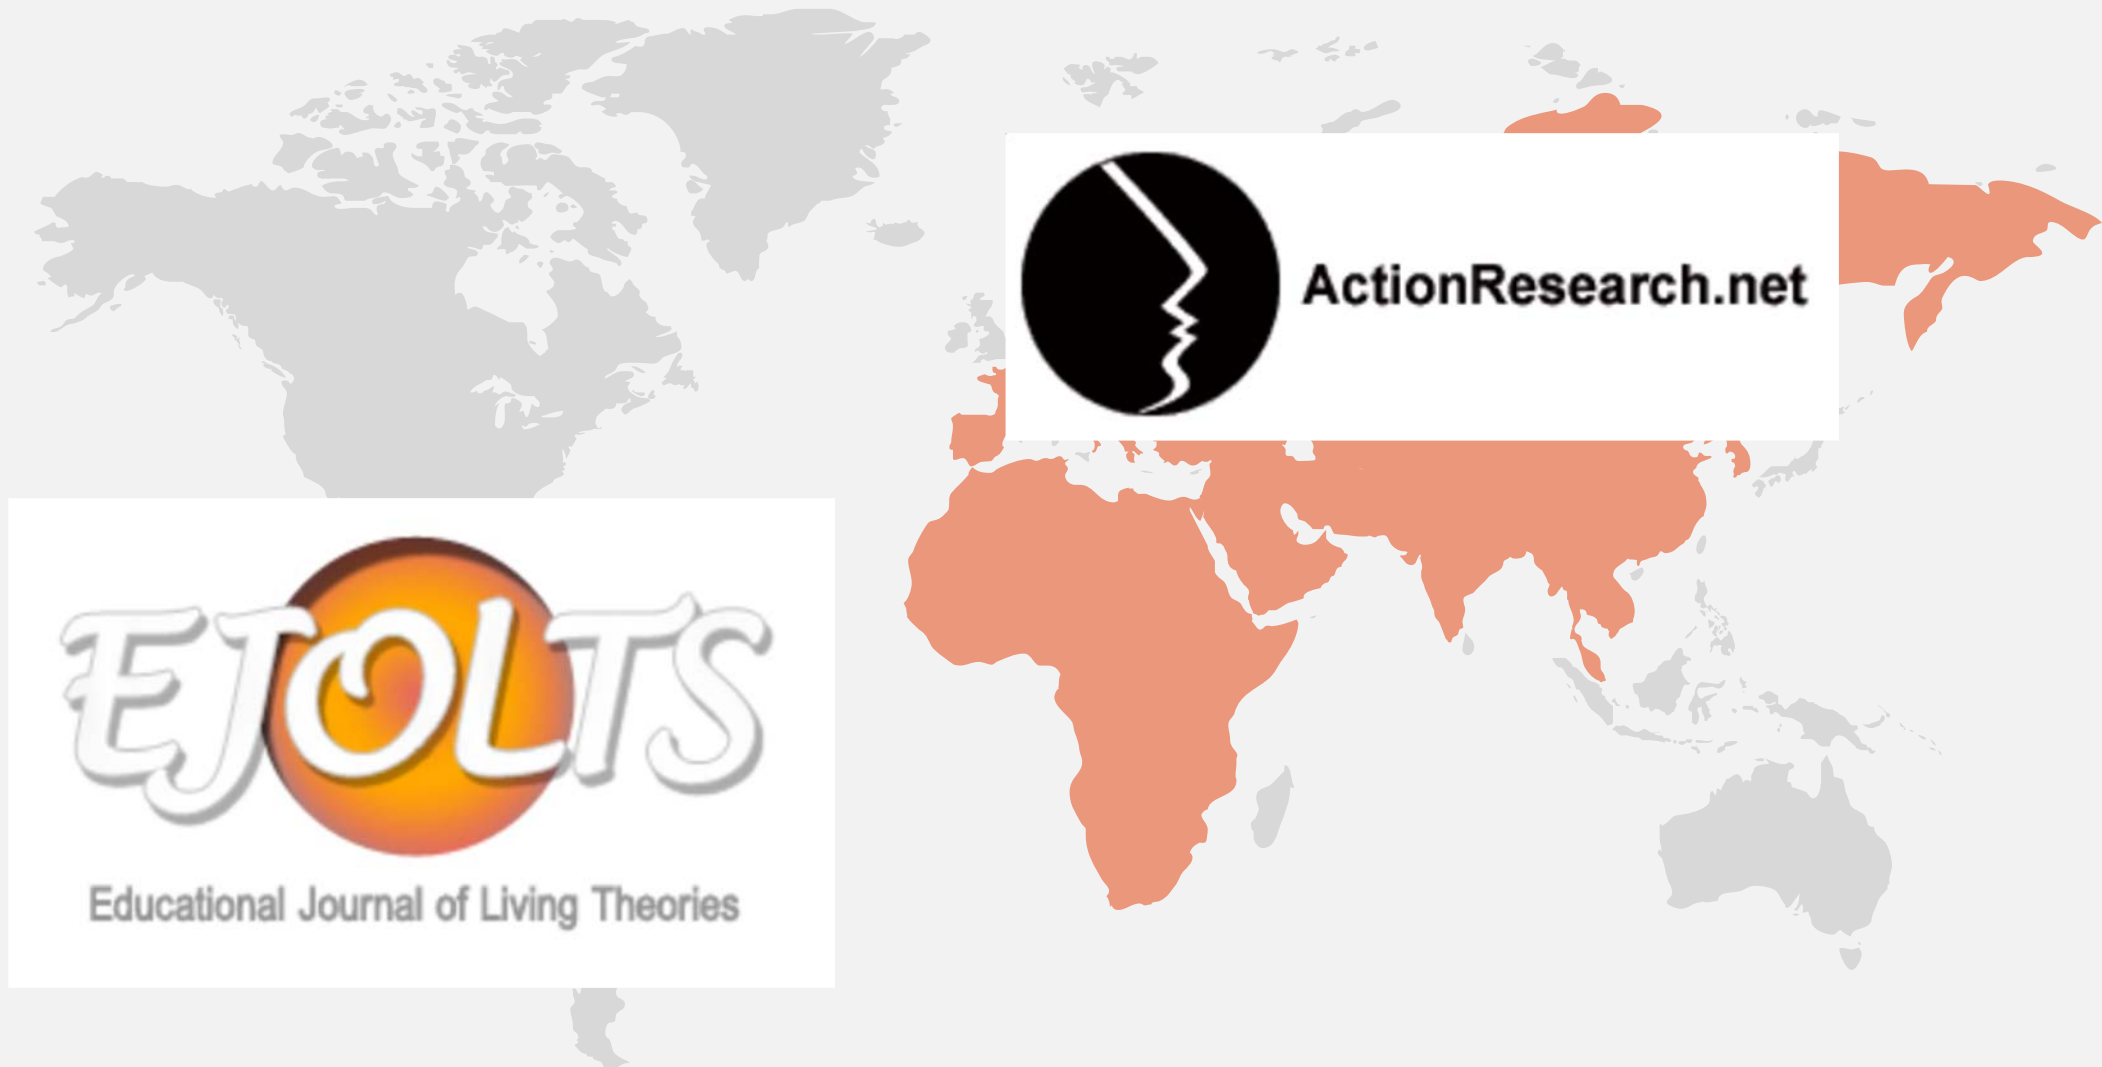 ActionResearch.net
EJOLTS
Educational Journal of Living Theories